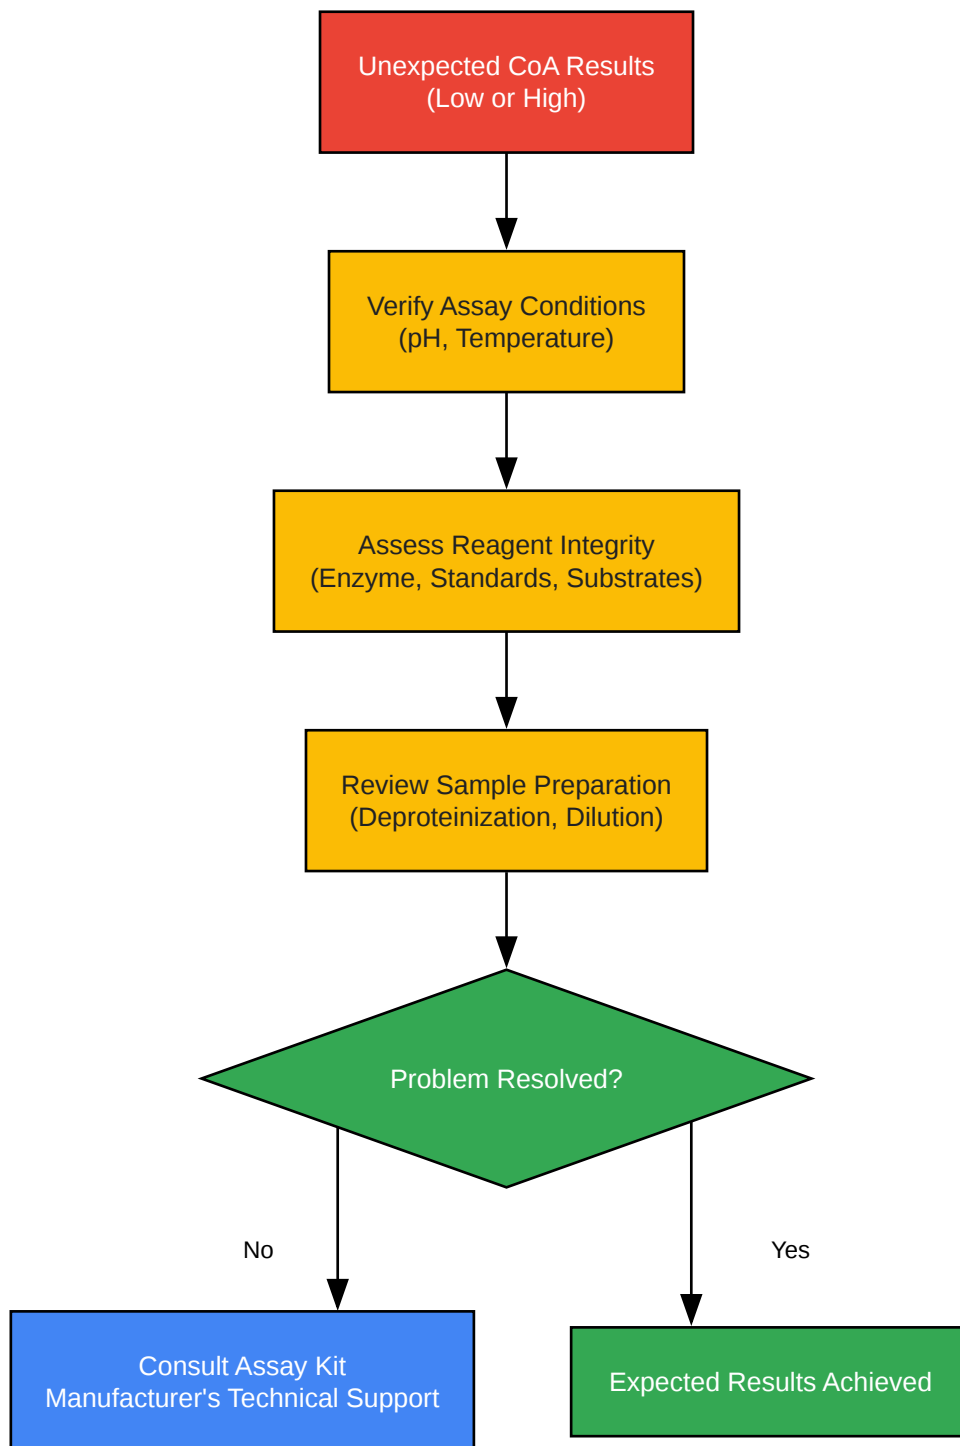 Unexpected CoA Results
(Low or High)
Verify Assay Conditions
(pH, Temperature)
Assess Reagent Integrity
(Enzyme, Standards, Substrates)
Review Sample Preparation
(Deproteinization, Dilution)
Problem Resolved?
No
Yes
Consult Assay Kit
Manufacturer's Technical Support
Expected Results Achieved